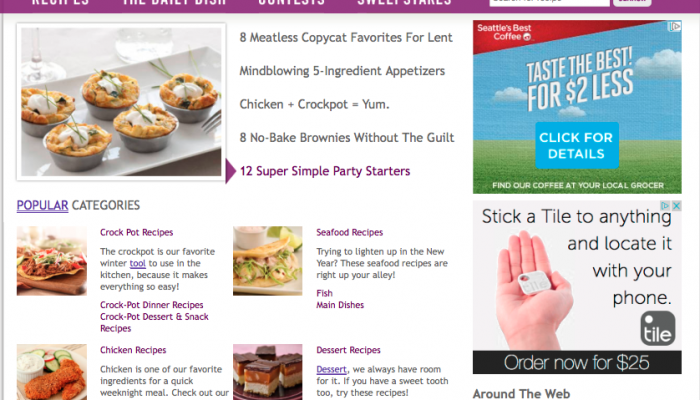 RECIPES THE DAILY DISH CONTESTS SWEEPSTAKES
8 Meatless Copycat Favorites For Lent
Mindblowing 5-Ingredient Appetizers
Chicken + Crockpot = Yum.
8 No-Bake Brownies Without The Guilt
12 Super Simple Party Starters
POPULAR CATEGORIES
Crock Pot Recipes
The crockpot is our favorite
winter tool to use in the
kitchen, because it makes
everything so easy!
Crock-Pot Dinner Recipes
Crock-Pot Dessert & Snack
Recipes
Seafood Recipes
Trying to lighten up in the New
Year? These seafood recipes are
right up your alley!
Fish
Main Dishes
Chicken Recipes
Chicken is one of our favorite
ingredients for a quick
weeknight meal. Check out our
Dessert Recipes
Dessert, we always have room
for it. If you have a sweet tooth
too, try these recipes!
Seattle's Best
Coffee
TASTE THE BEST!
FOR $2 LESS
CLICK FOR
DETAILS
FIND OUR COFFEE AT YOUR LOCAL GROCER
Stick a Tile to anything
and locate it
with your
phone.
tile
Order now for $25
Around The Web